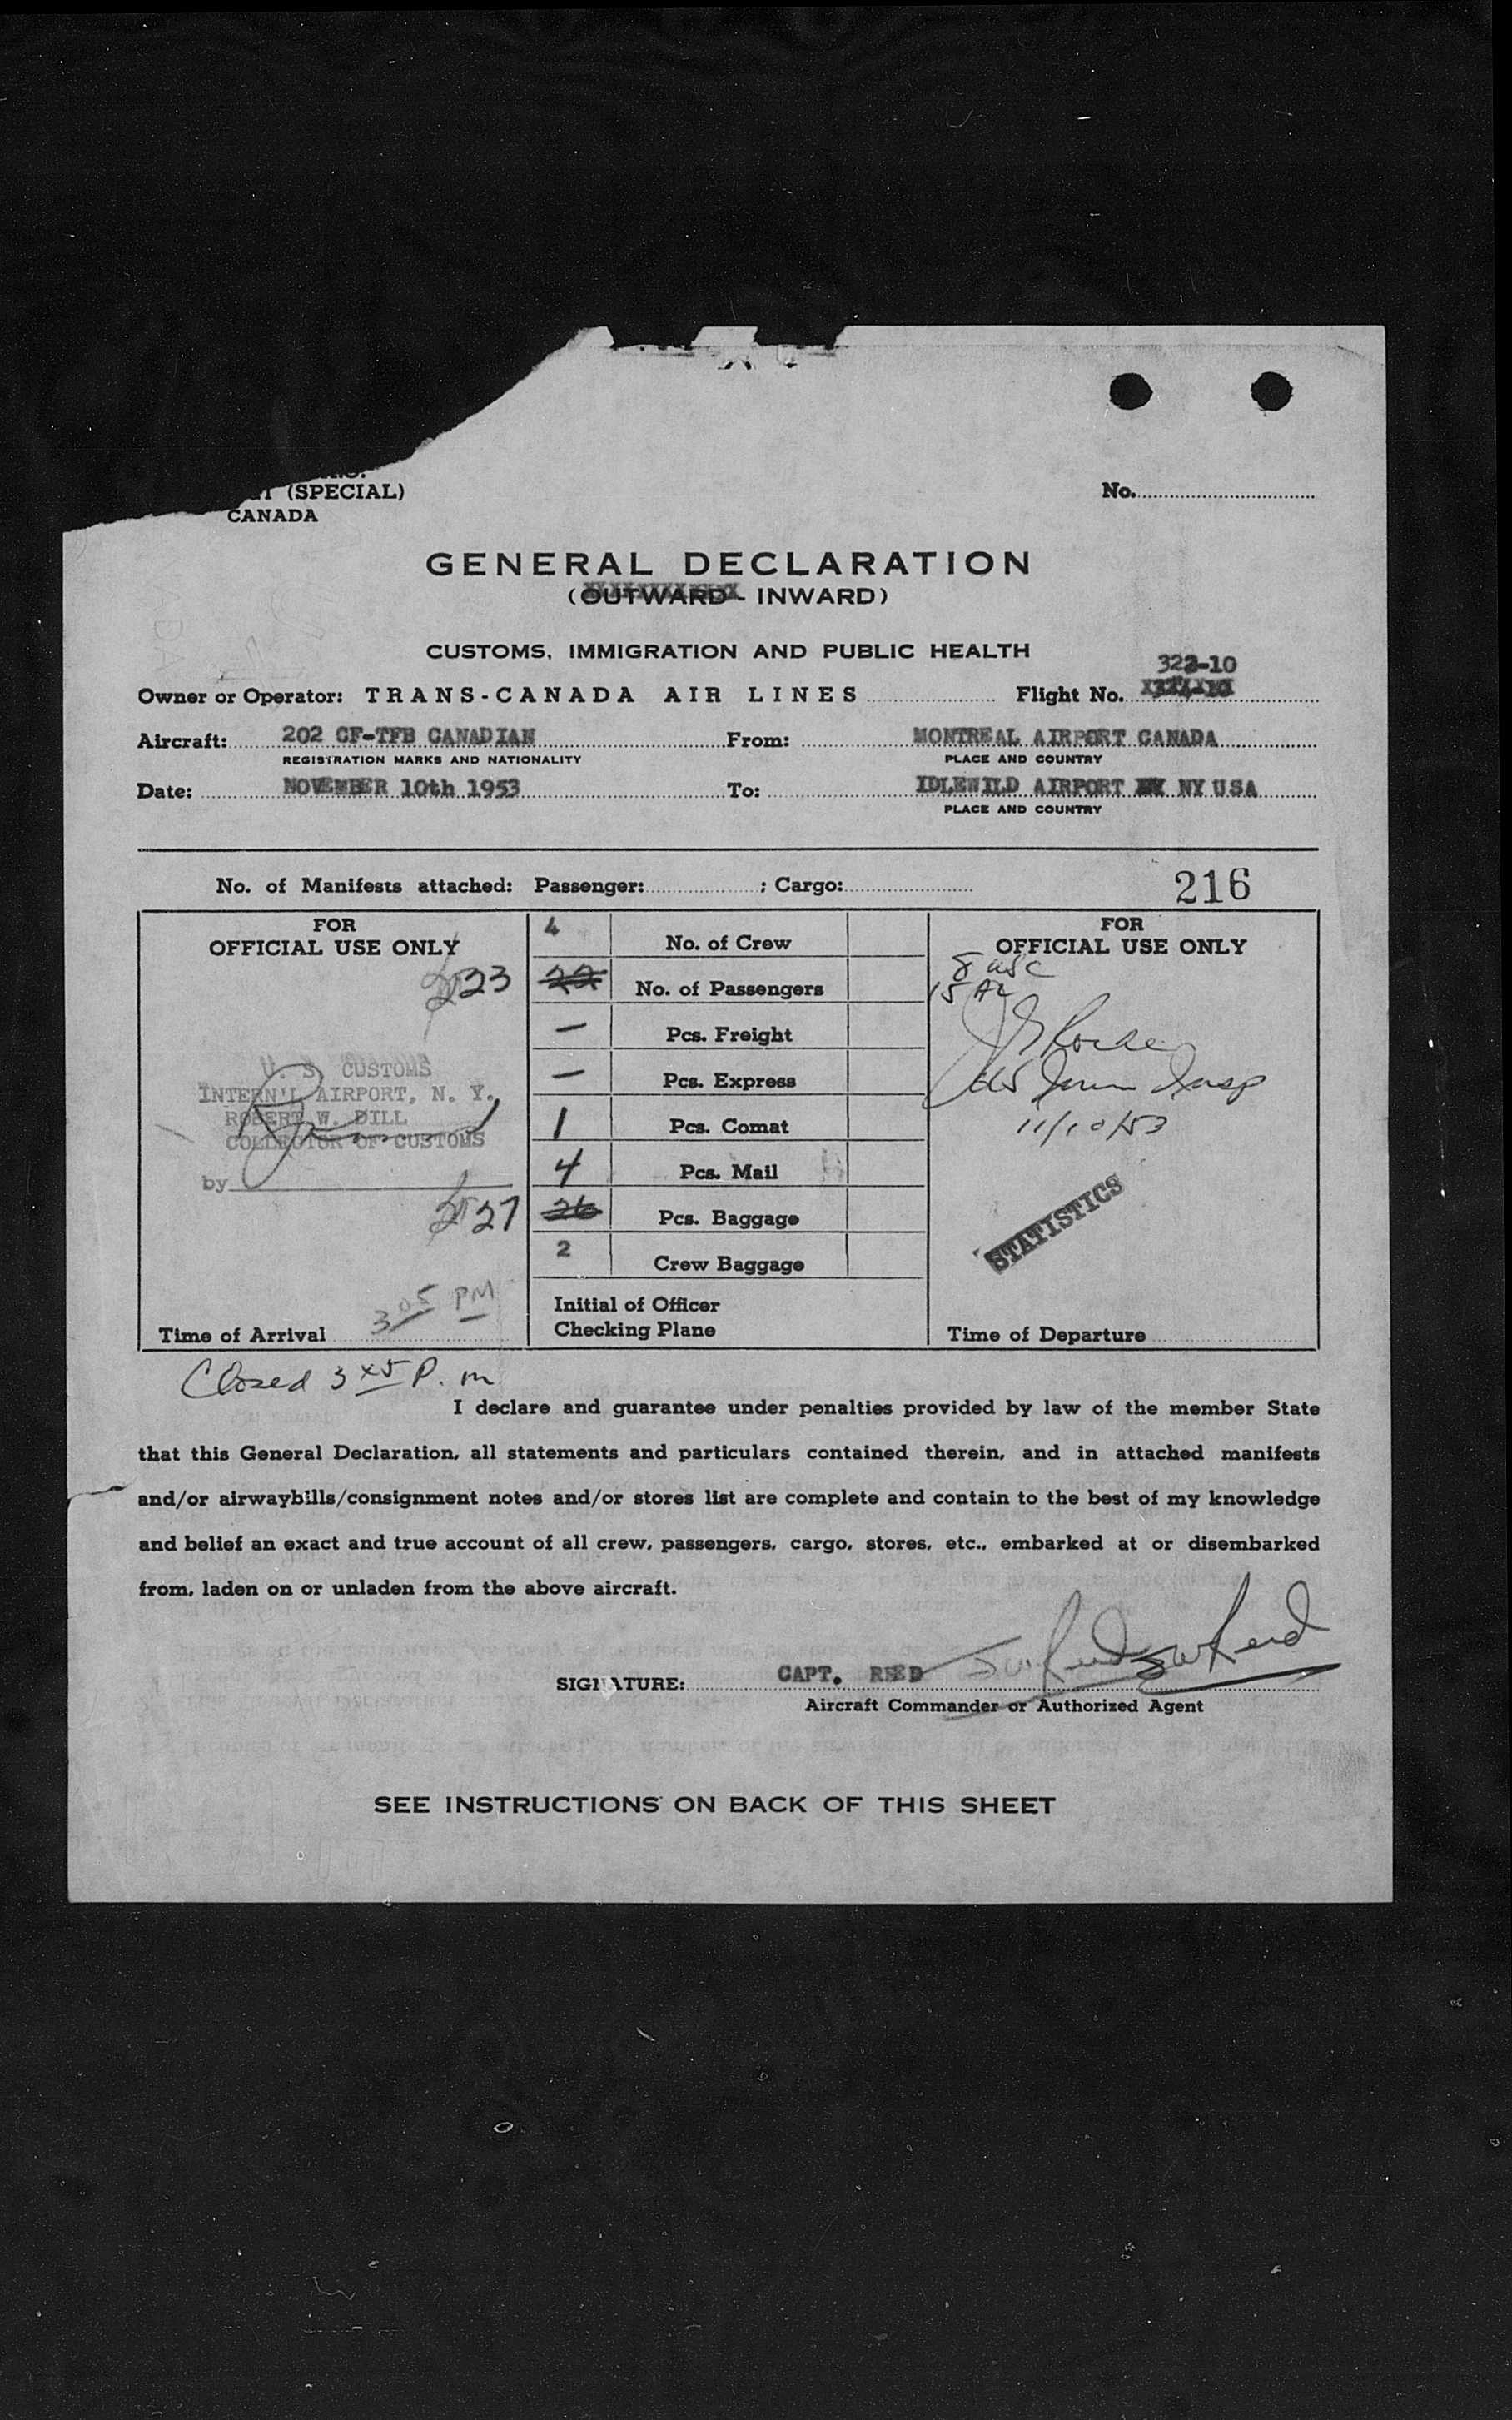 (SPECIAL)
CANADA
No.
GENERAL DECLARATION
(OUTWARD - INWARD)
CUSTOMS, IMMIGRATION AND PUBLIC HEALTH
322-10
Owner or Operator: TRANS-CANADA AIR LINES Flight No.
Aircraft: 202 CF-TFB CANADIAN From: MONTREAL AIRPORT CANADA
REGISTRATION MARKS AND NATIONALITY PLACE AND COUNTRY
Date: NOVEMBER 10th 1953 To: IDLEWILD AIRPORT NY USA
PLACE AND COUNTRY
No. of Manifests attached: Passenger: ; Cargo: 216
FOR
OFFICIAL USE ONLY
23
U. S. CUSTOMS
INTERN'L AIRPORT, N. Y.
ROBERT W. DILL
COLLECTOR OF CUSTOMS
by
27
Time of Arrival 3 05 PM
4 No. of Crew
22 No. of Passengers
— Pcs. Freight
— Pcs. Express
1 Pcs. Comat
4 Pcs. Mail
26 Pcs. Baggage
2 Crew Baggage
Initial of Officer
Checking Plane
FOR
OFFICIAL USE ONLY
8 USC
15 AL
US Imm Insp
11/10/53
STATISTICS
Time of Departure
Closed 3 45 P. m
I declare and guarantee under penalties provided by law of the member State
that this General Declaration, all statements and particulars contained therein, and in attached manifests
and/or airwaybills/consignment notes and/or stores list are complete and contain to the best of my knowledge
and belief an exact and true account of all crew, passengers, cargo, stores, etc., embarked at or disembarked
from, laden on or unladen from the above aircraft.
SIGNATURE: CAPT. REED
Aircraft Commander or Authorized Agent
SEE INSTRUCTIONS ON BACK OF THIS SHEET